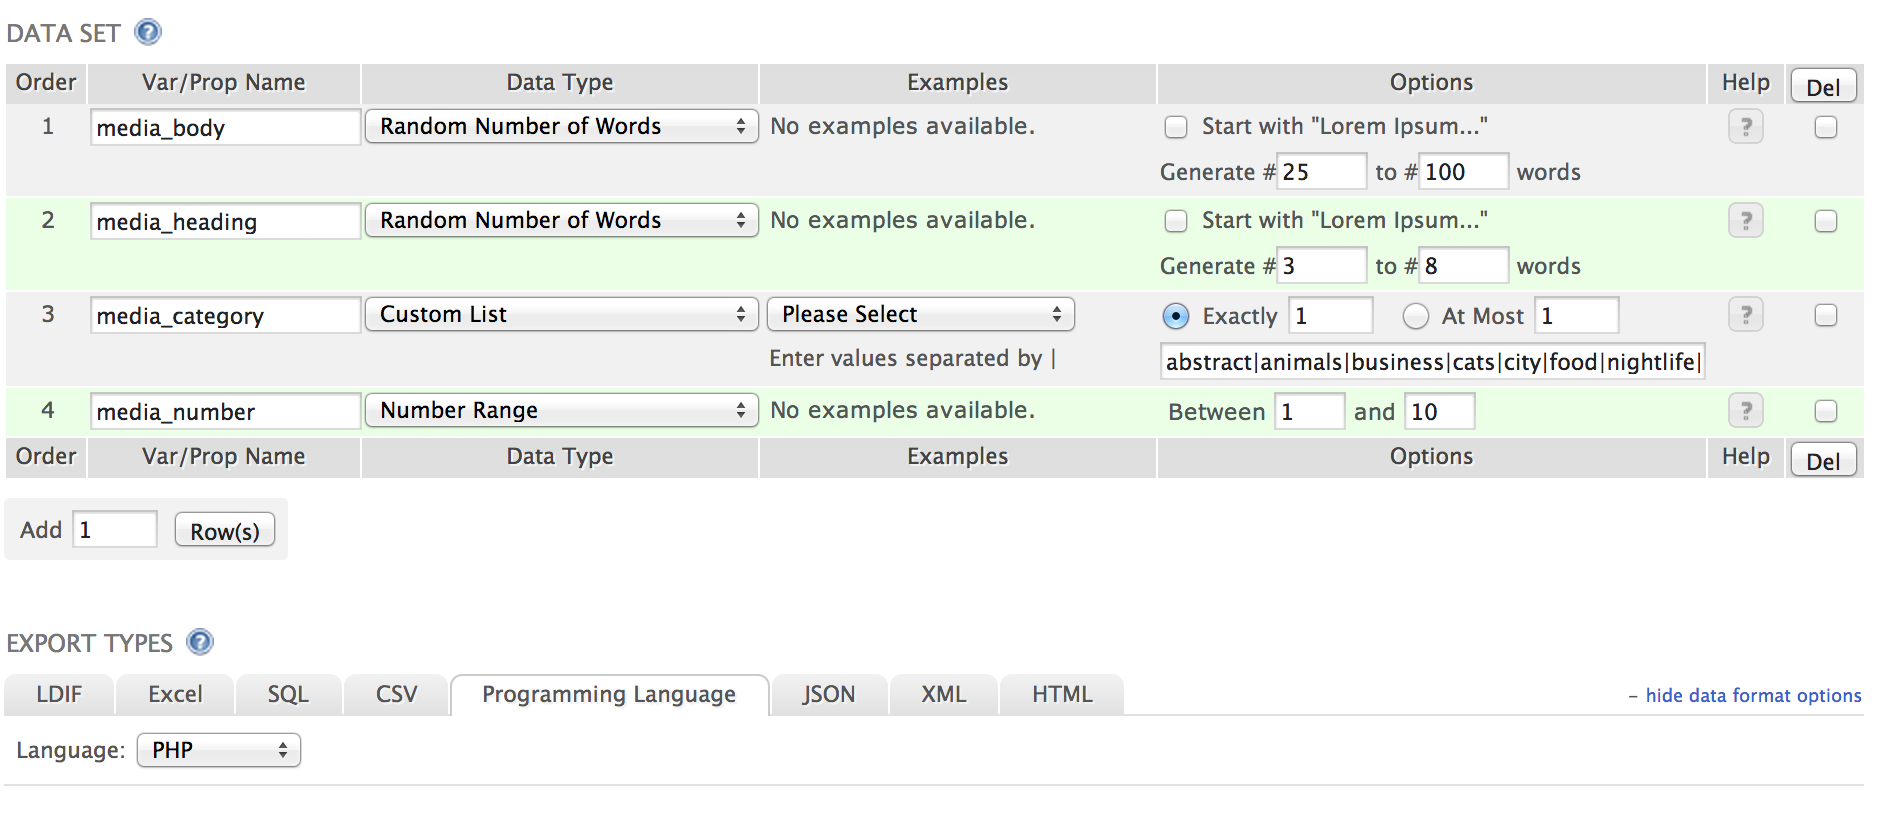 DATA SET ?
Order Var/Prop Name Data Type Examples Options Help Del
1 media_body Random Number of Words No examples available. Start with "Lorem Ipsum..." ?
Generate # 25 to # 100 words
2 media_heading Random Number of Words No examples available. Start with "Lorem Ipsum..." ?
Generate # 3 to # 8 words
3 media_category Custom List Please Select Exactly 1 At Most 1 ?
Enter values separated by | abstract|animals|business|cats|city|food|nightlife|
4 media_number Number Range No examples available. Between 1 and 10 ?
Order Var/Prop Name Data Type Examples Options Help Del
Add 1 Row(s)
EXPORT TYPES ?
LDIF Excel SQL CSV Programming Language JSON XML HTML – hide data format options
Language: PHP